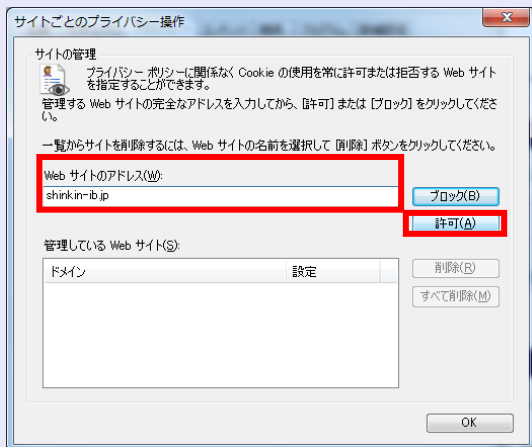 サイトごとのプライバシー操作
サイトの管理
プライバシー ポリシーに関係なく Cookie の使用を常に許可または拒否する Web サイト
を指定することができます。
管理する Web サイトの完全なアドレスを入力してから、[許可] または [ブロック] をクリックしてくださ
い。
一覧からサイトを削除するには、Web サイトの名前を選択して [削除] ボタンをクリックしてください。
Web サイトのアドレス(W):
shinkin-ib.jp
ブロック(B)
許可(A)
管理している Web サイト(S):
ドメイン 設定
削除(R)
すべて削除(M)
OK